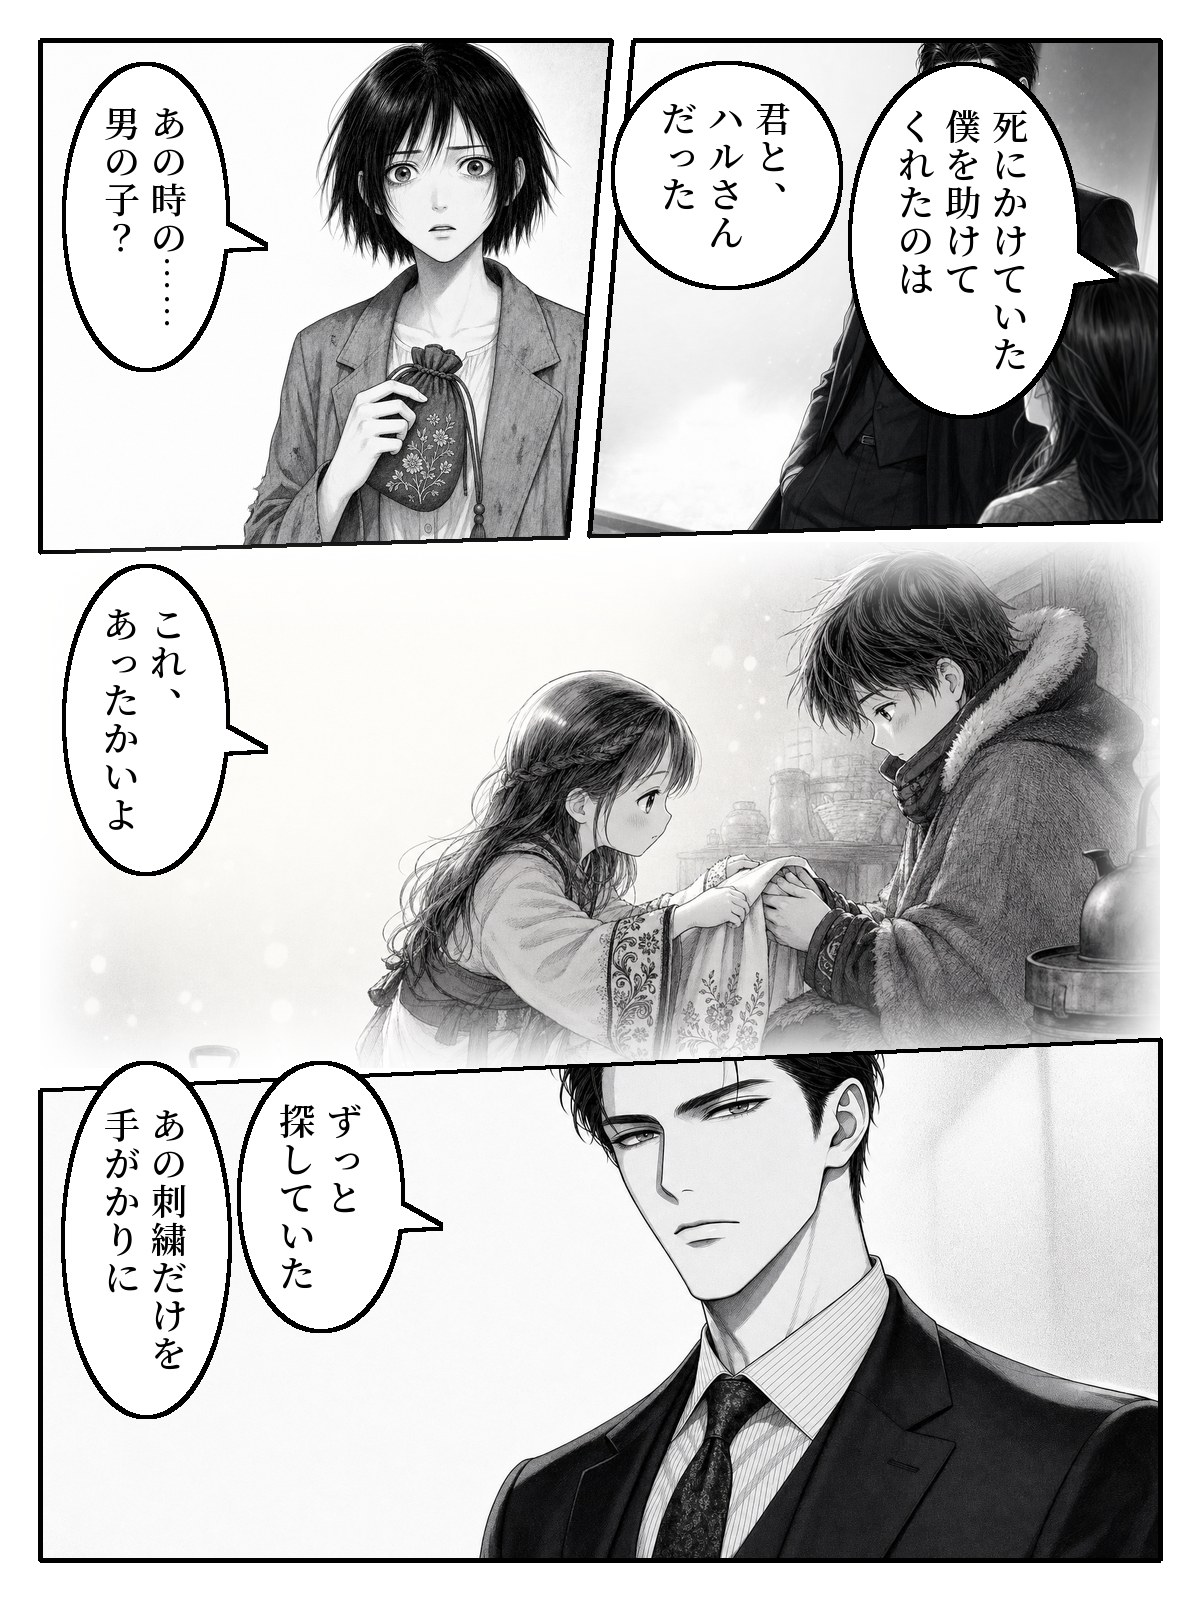 死にかけていた
僕を助けて
くれたのは
君と、
ハルさん
だった
あの時の……
男の子？
これ、
あったかいよ
ずっと
探していた
あの刺繍だけを
手がかりに